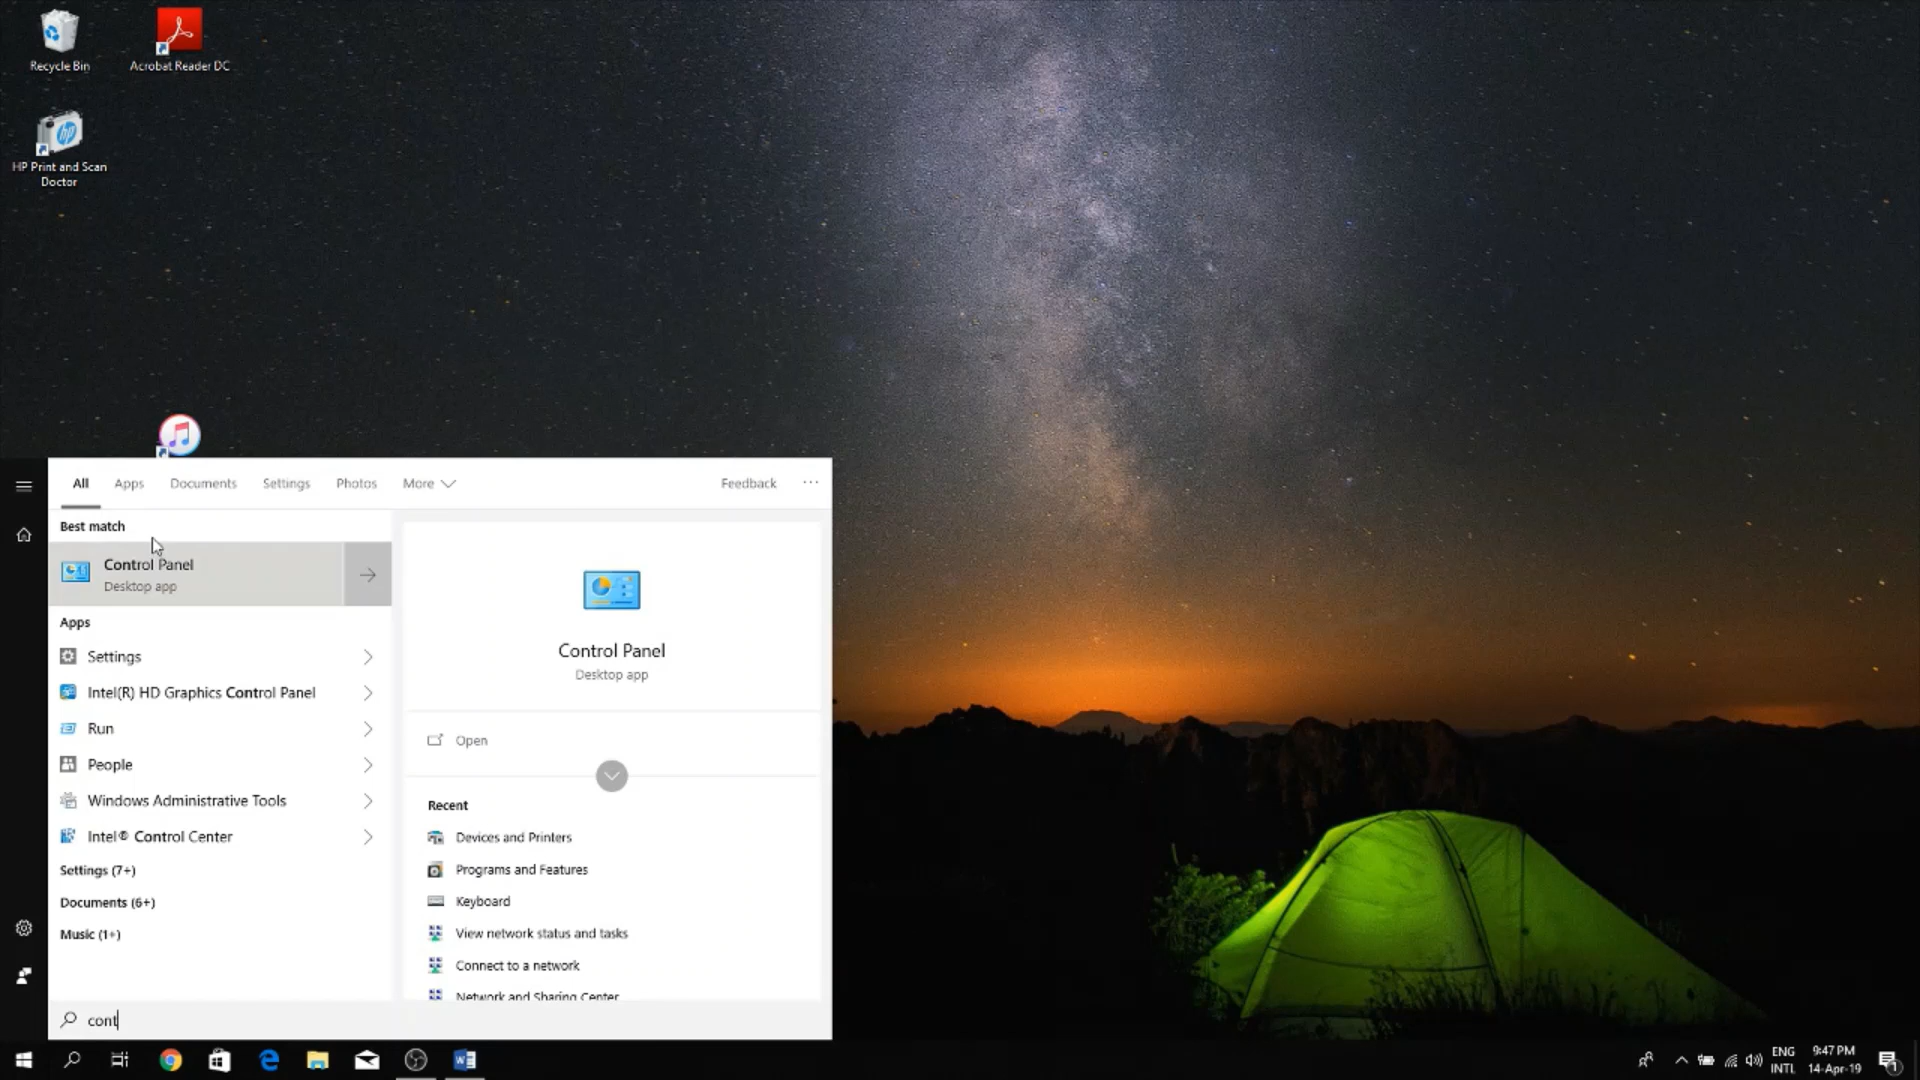 Recycle Bin
Acrobat Reader DC
HP Print and Scan
Doctor
All
Apps
Documents
Settings
Photos
More
Feedback
Best match
Control Panel
Desktop app
Apps
Settings
Intel(R) HD Graphics Control Panel
Run
People
Windows Administrative Tools
Intel® Control Center
Settings (7+)
Documents (6+)
Music (1+)
Control Panel
Desktop app
Open
Recent
Devices and Printers
Programs and Features
Keyboard
View network status and tasks
Connect to a network
Network and Sharing Center
cont
ENG
INTL
9:47 PM
14-Apr-19
1